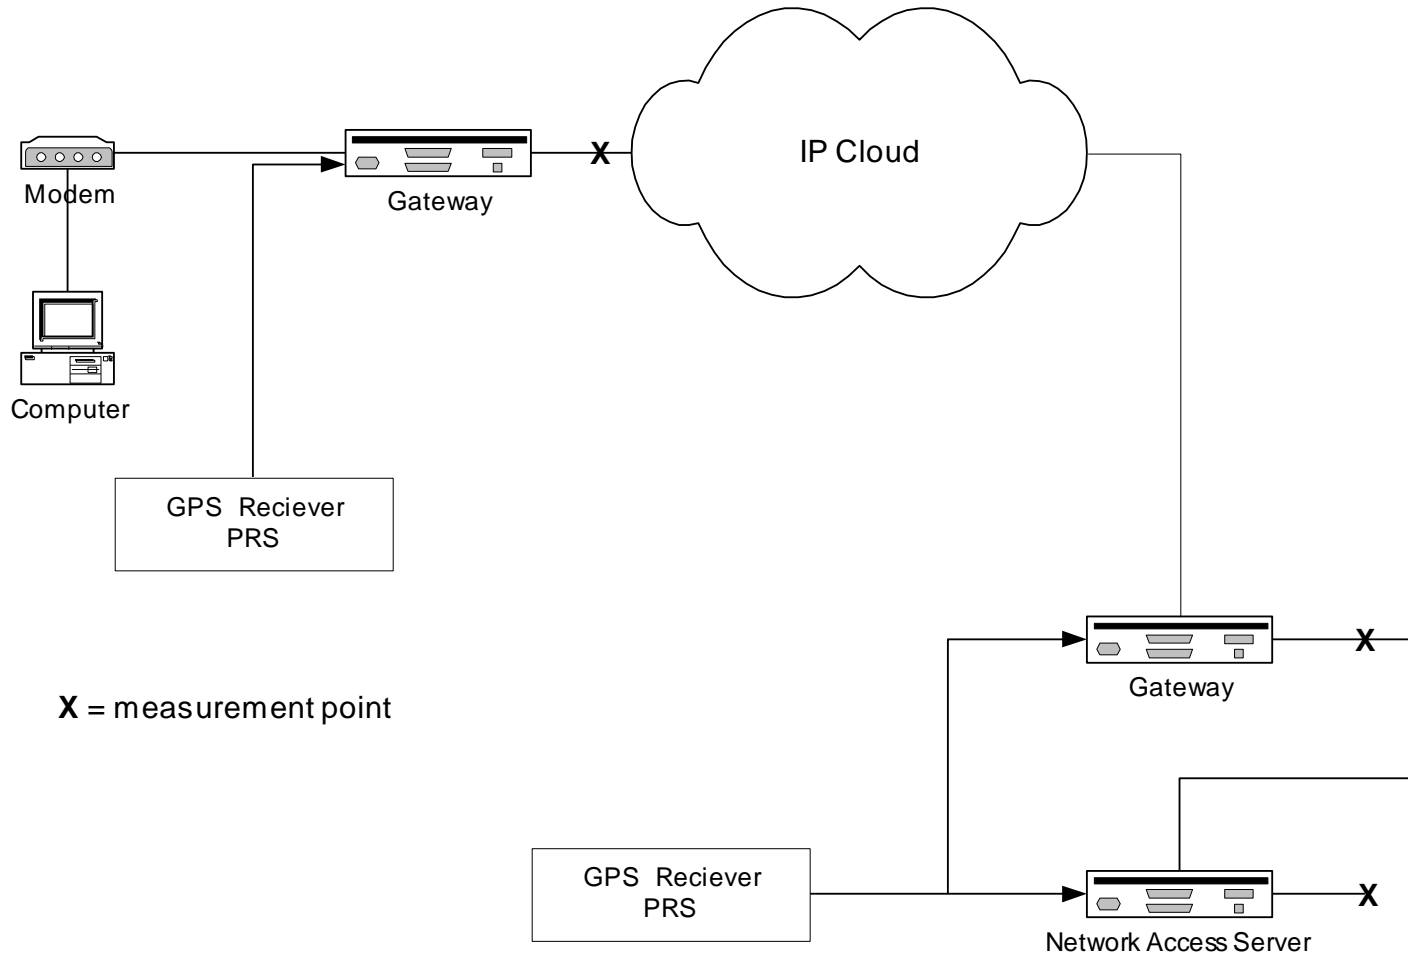 IP Cloud
X
Modem
Gateway
Computer
GPS Reciever
PRS
X = measurement point
X
Gateway
GPS Reciever
PRS
X
Network Access Server